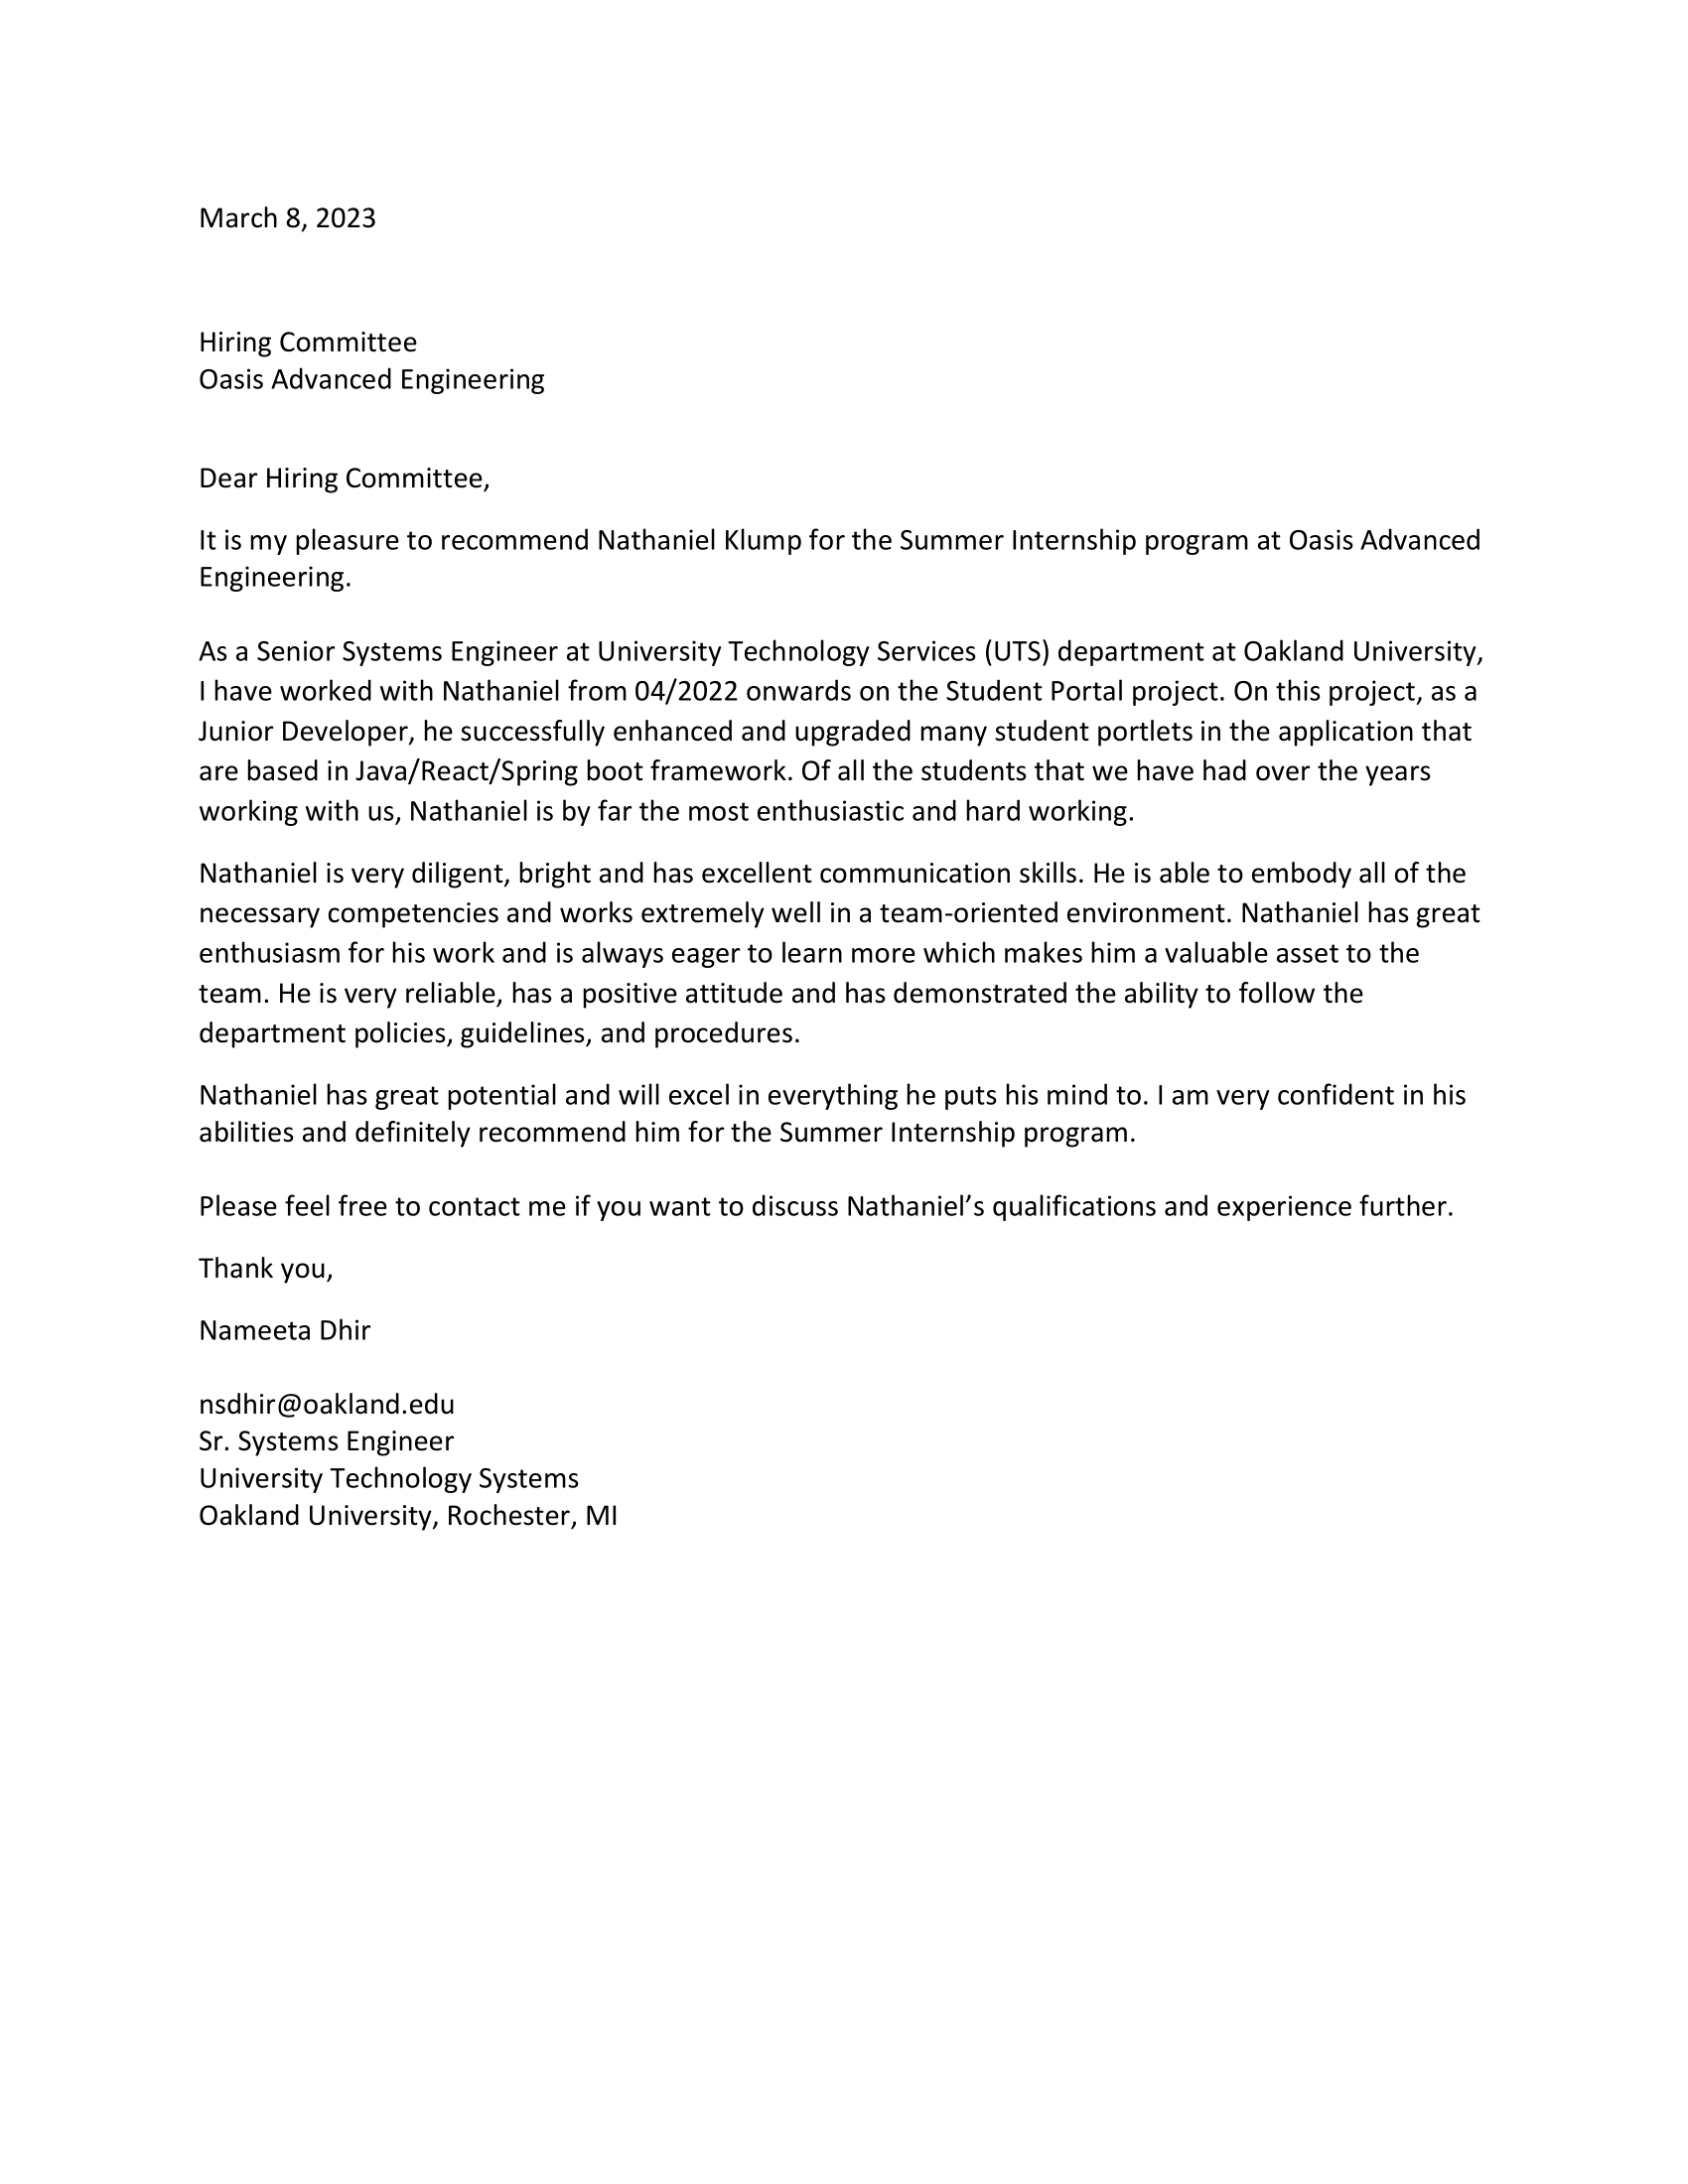 March 8, 2023
Hiring Committee
Oasis Advanced Engineering
Dear Hiring Committee,
It is my pleasure to recommend Nathaniel Klump for the Summer Internship program at Oasis Advanced
Engineering.
As a Senior Systems Engineer at University Technology Services (UTS) department at Oakland University,
I have worked with Nathaniel from 04/2022 onwards on the Student Portal project. On this project, as a
Junior Developer, he successfully enhanced and upgraded many student portlets in the application that
are based in Java/React/Spring boot framework. Of all the students that we have had over the years
working with us, Nathaniel is by far the most enthusiastic and hard working.
Nathaniel is very diligent, bright and has excellent communication skills. He is able to embody all of the
necessary competencies and works extremely well in a team-oriented environment. Nathaniel has great
enthusiasm for his work and is always eager to learn more which makes him a valuable asset to the
team. He is very reliable, has a positive attitude and has demonstrated the ability to follow the
department policies, guidelines, and procedures.
Nathaniel has great potential and will excel in everything he puts his mind to. I am very confident in his
abilities and definitely recommend him for the Summer Internship program.
Please feel free to contact me if you want to discuss Nathaniel’s qualifications and experience further.
Thank you,
Nameeta Dhir
nsdhir@oakland.edu
Sr. Systems Engineer
University Technology Systems
Oakland University, Rochester, MI